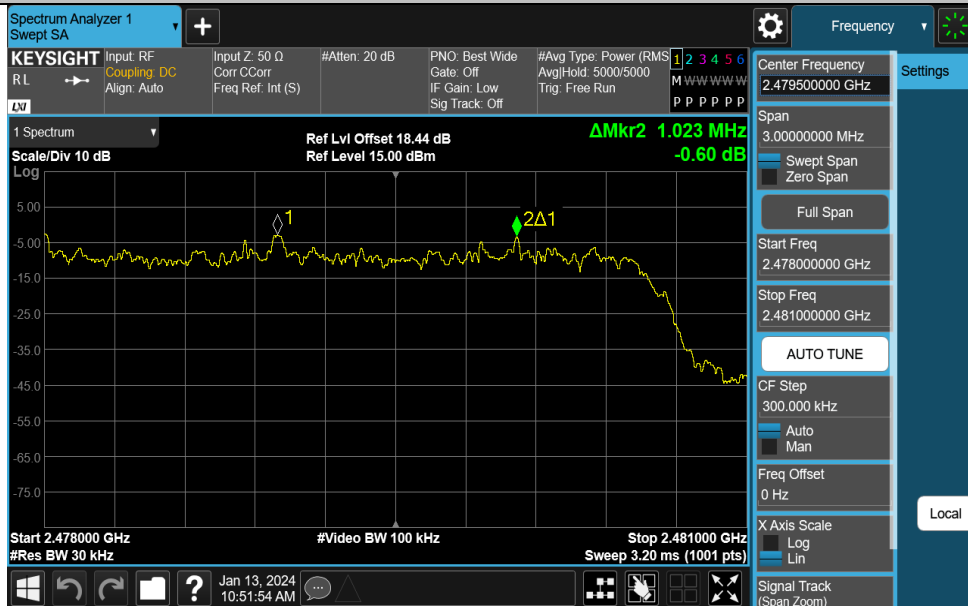 Spectrum Analyzer 1
Swept SA
+
Frequency
KEYSIGHT
RL
LXI
Input: RF
Coupling: DC
Align: Auto
Input Z: 50 Ω
Corr CCorr
Freq Ref: Int (S)
#Atten: 20 dB
PNO: Best Wide
Gate: Off
IF Gain: Low
Sig Track: Off
#Avg Type: Power (RMS
Avg|Hold: 5000/5000
Trig: Free Run
1 2 3 4 5 6
M W W W W W
P P P P P P
1 Spectrum
Scale/Div 10 dB
Log
Ref Lvl Offset 18.44 dB
Ref Level 15.00 dBm
ΔMkr2 1.023 MHz
-0.60 dB
5.00
-5.00
-15.0
-25.0
-35.0
-45.0
-55.0
-65.0
-75.0
1
2Δ1
Start 2.478000 GHz
#Res BW 30 kHz
#Video BW 100 kHz
Stop 2.481000 GHz
Sweep 3.20 ms (1001 pts)
?
Jan 13, 2024
10:51:54 AM
Center Frequency
2.479500000 GHz
Span
3.00000000 MHz
Swept Span
Zero Span
Full Span
Start Freq
2.478000000 GHz
Stop Freq
2.481000000 GHz
AUTO TUNE
CF Step
300.000 kHz
Auto
Man
Freq Offset
0 Hz
X Axis Scale
Log
Lin
Signal Track
(Span Zoom)
Settings
Local